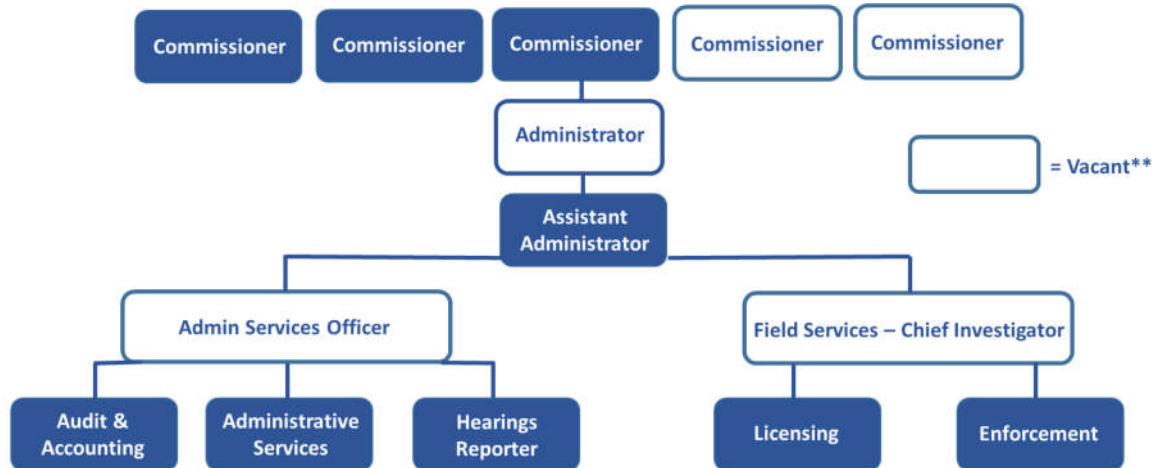 Commissioner
Commissioner
Commissioner
Commissioner
Commissioner
Administrator
= Vacant**
Assistant
Administrator
Admin Services Officer
Field Services – Chief Investigator
Audit &
Accounting
Administrative
Services
Hearings
Reporter
Licensing
Enforcement